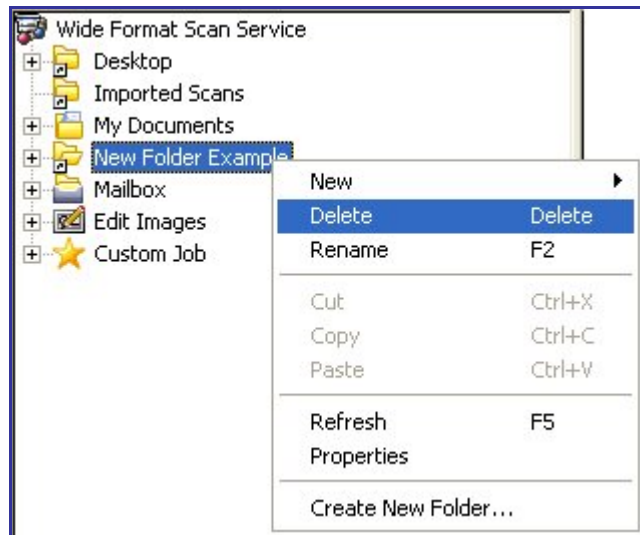 Wide Format Scan Service
Desktop
Imported Scans
My Documents
New Folder Example
Mailbox
Edit Images
Custom Job
New
Delete Delete
Rename F2
Cut Ctrl+X
Copy Ctrl+C
Paste Ctrl+V
Refresh F5
Properties
Create New Folder...